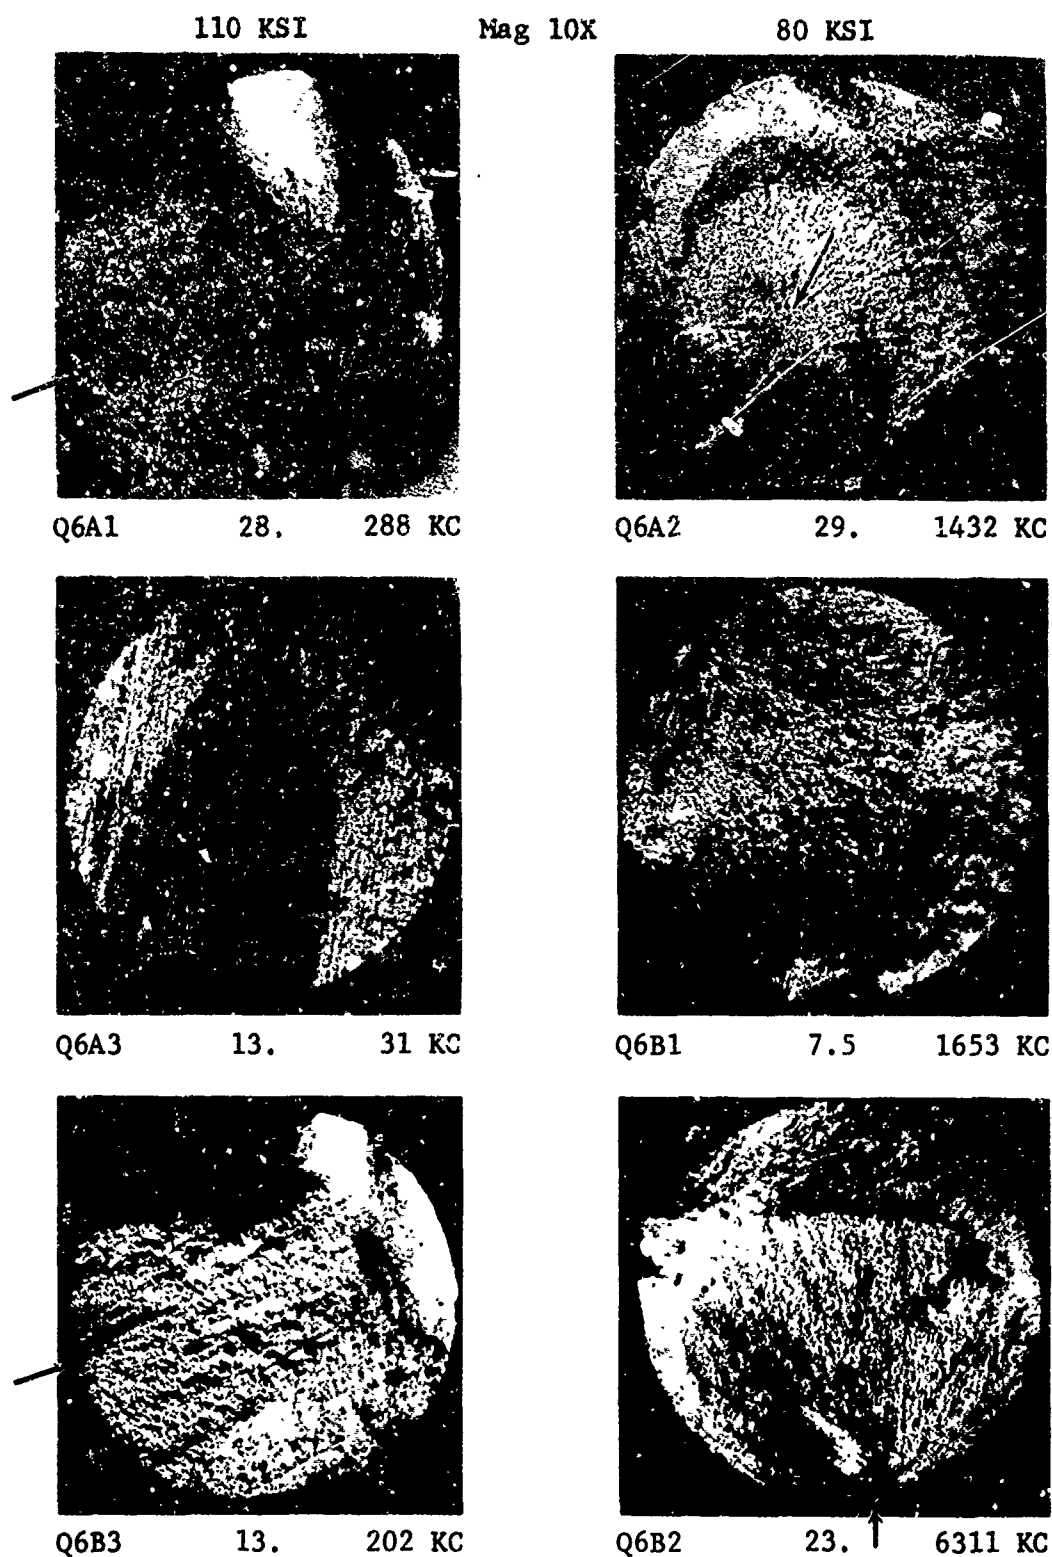 110 KSI Mag 10X 80 KSI
Q6A1 28. 288 KC Q6A2 29. 1432 KC
Q6A3 13. 31 KC Q6B1 7.5 1653 KC
Q6B3 13. 202 KC Q6B2 23. 6311 KC